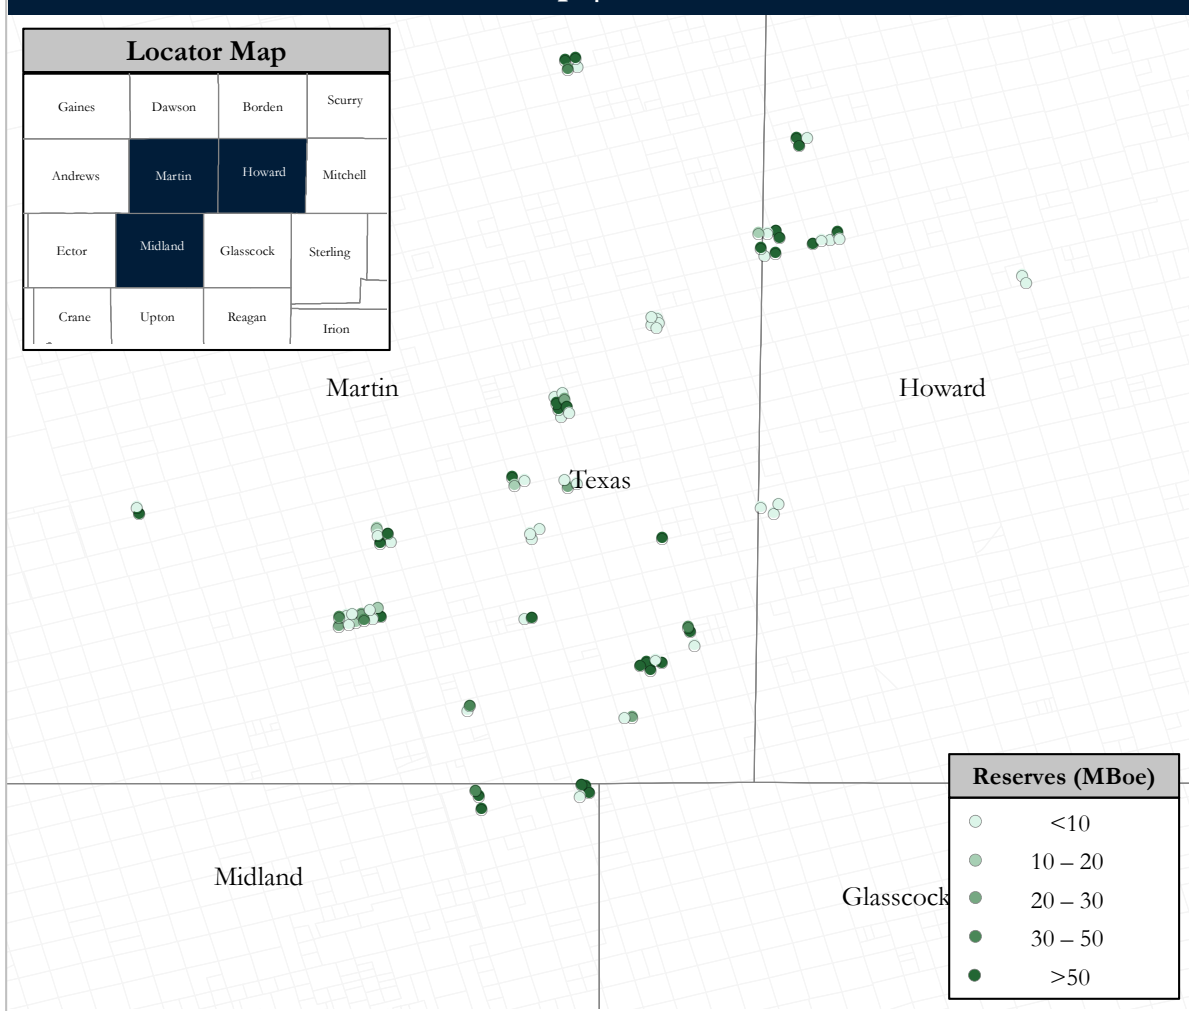 Locator Map
Gaines
Dawson
Borden
Scurry
Andrews
Martin
Howard
Mitchell
Ector
Midland
Glasscock
Sterling
Crane
Upton
Reagan
Irion
Martin
Howard
Texas
Midland
Glasscock
Reserves (MBoe)
<10
10 – 20
20 – 30
30 – 50
>50